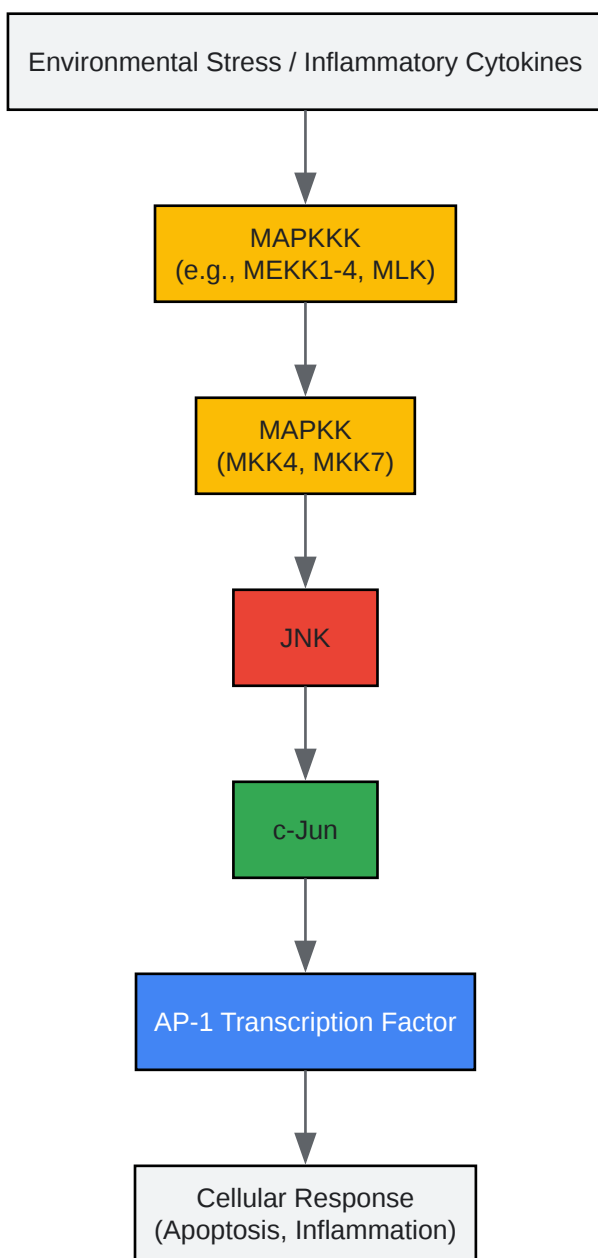 Environmental Stress / Inflammatory Cytokines
MAPKKK
(e.g., MEKK1-4, MLK)
MAPKK
(MKK4, MKK7)
JNK
c-Jun
AP-1 Transcription Factor
Cellular Response
(Apoptosis, Inflammation)